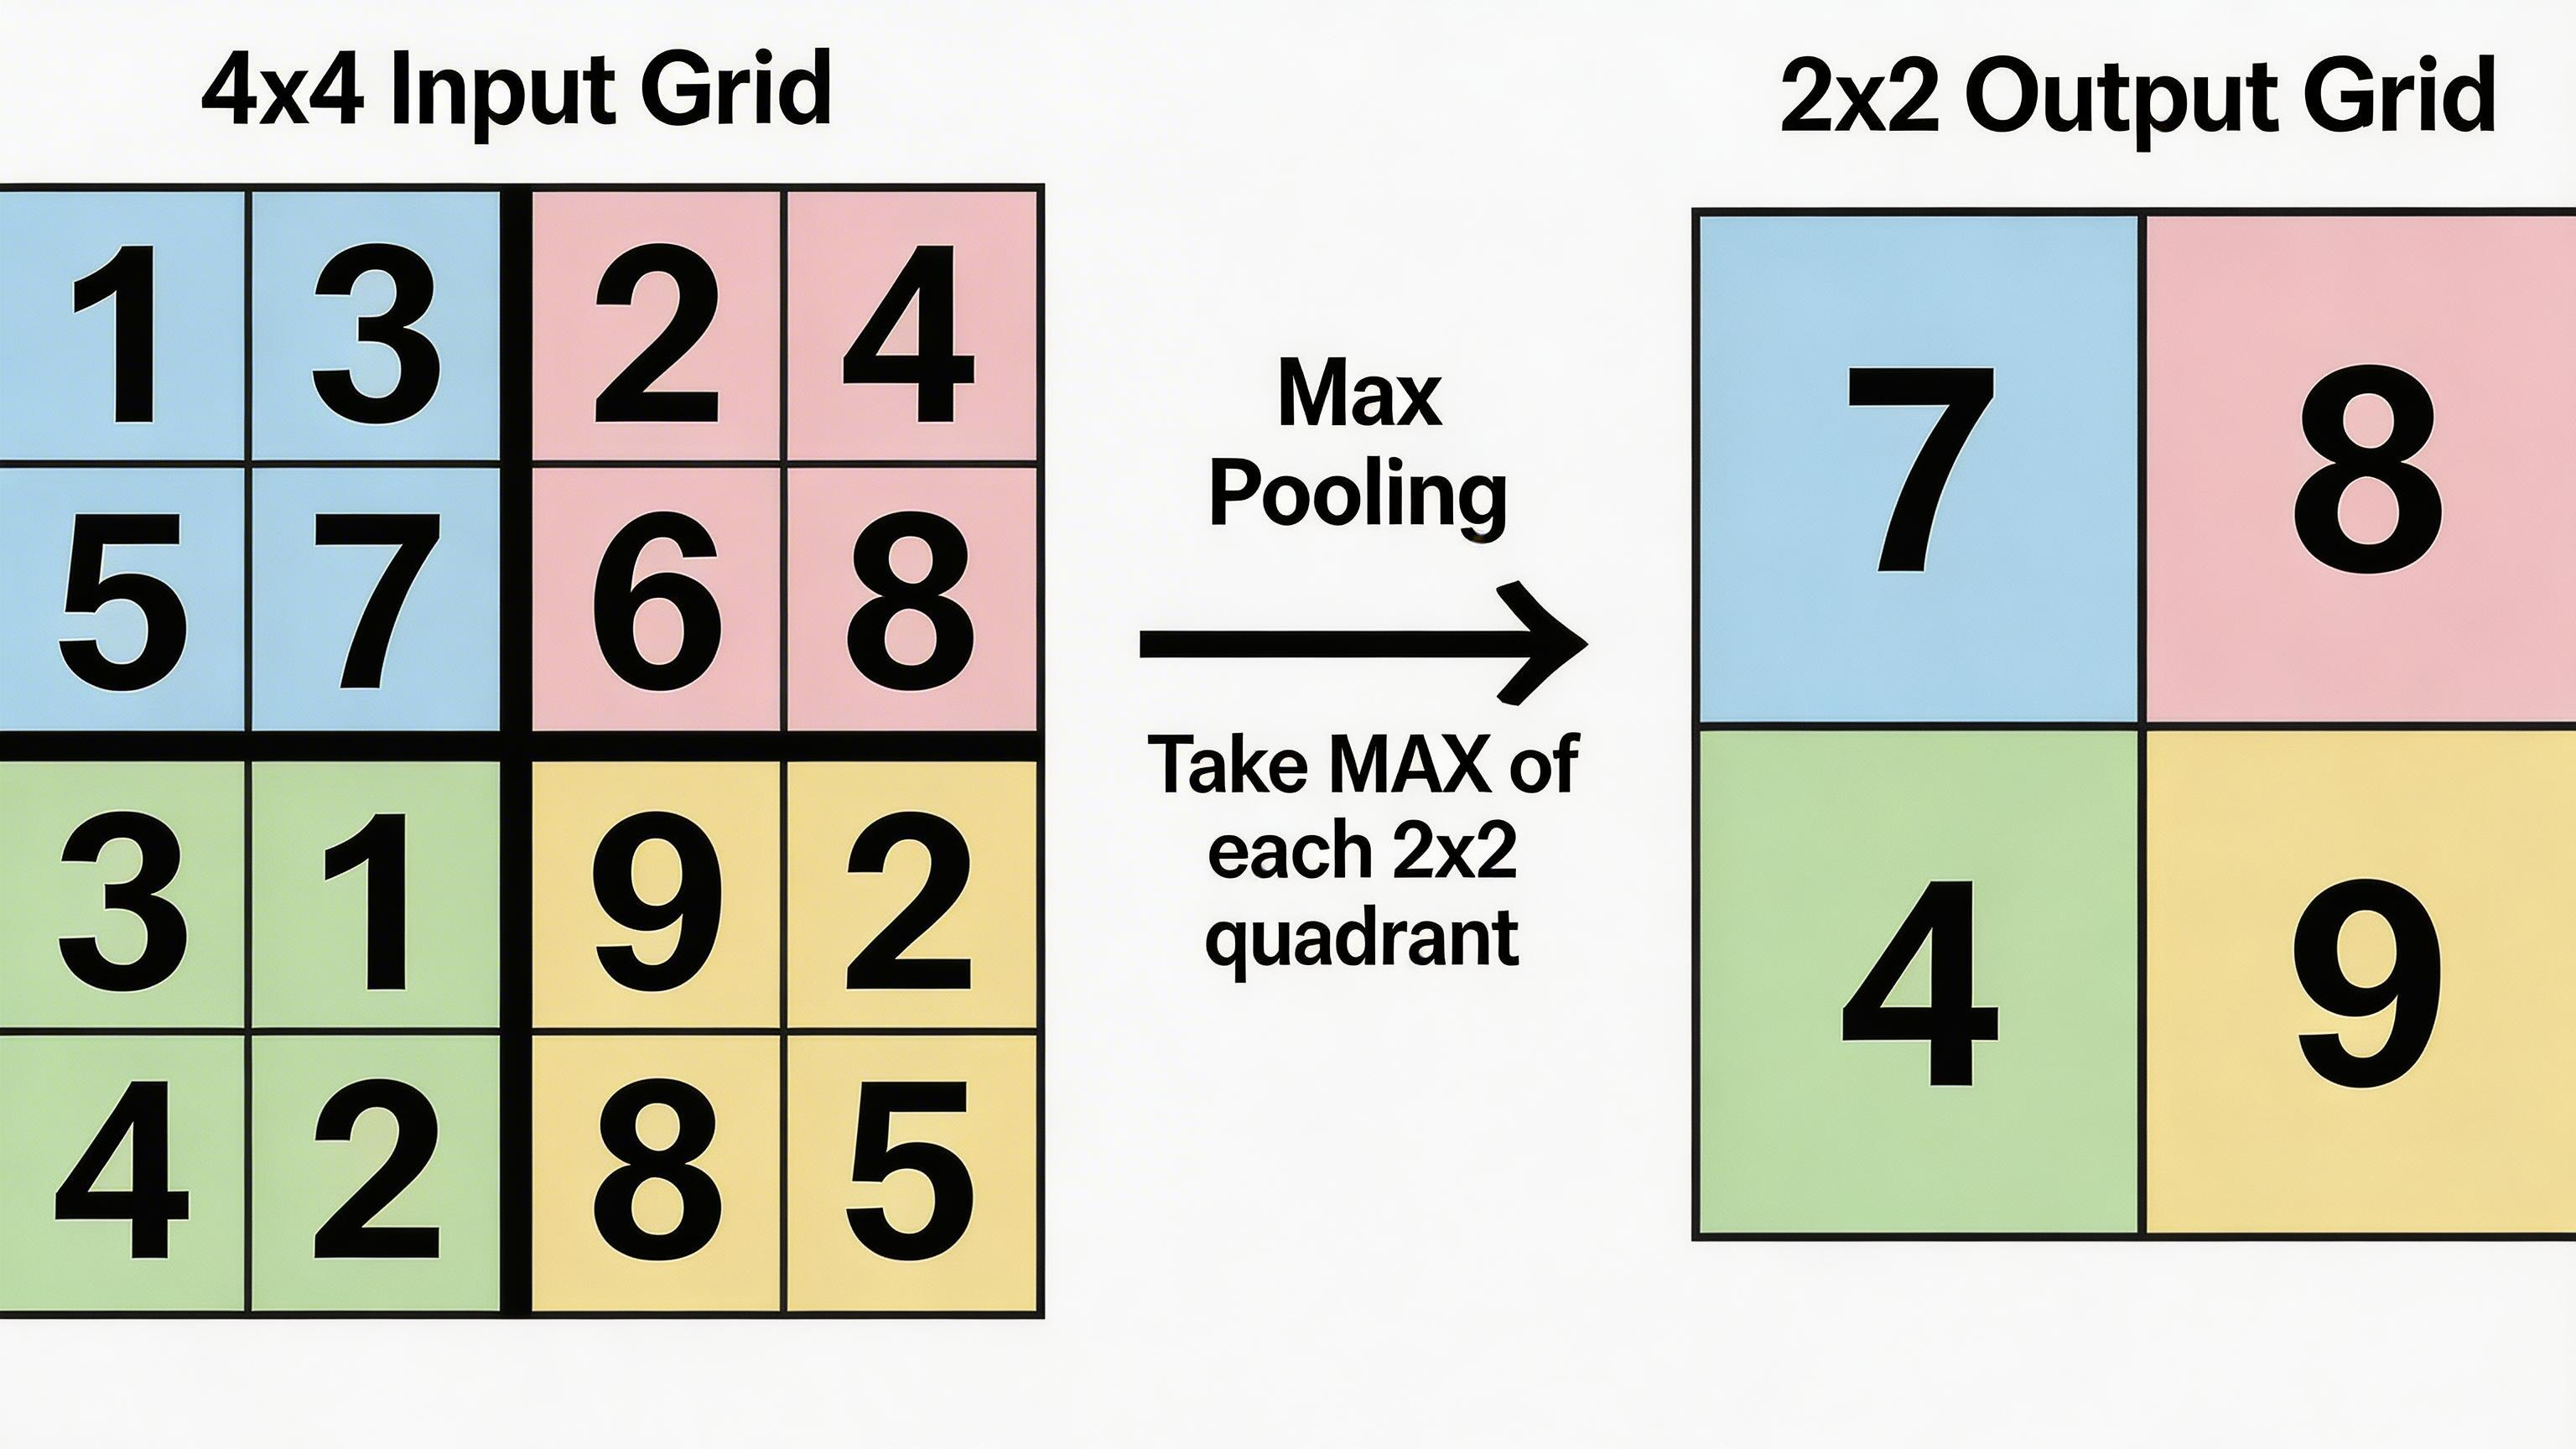 4x4 Input Grid
1 3 2 4
5 7 6 8
3 1 9 2
4 2 8 5
Max
Pooling
Take MAX of
each 2x2
quadrant
2x2 Output Grid
7 8
4 9